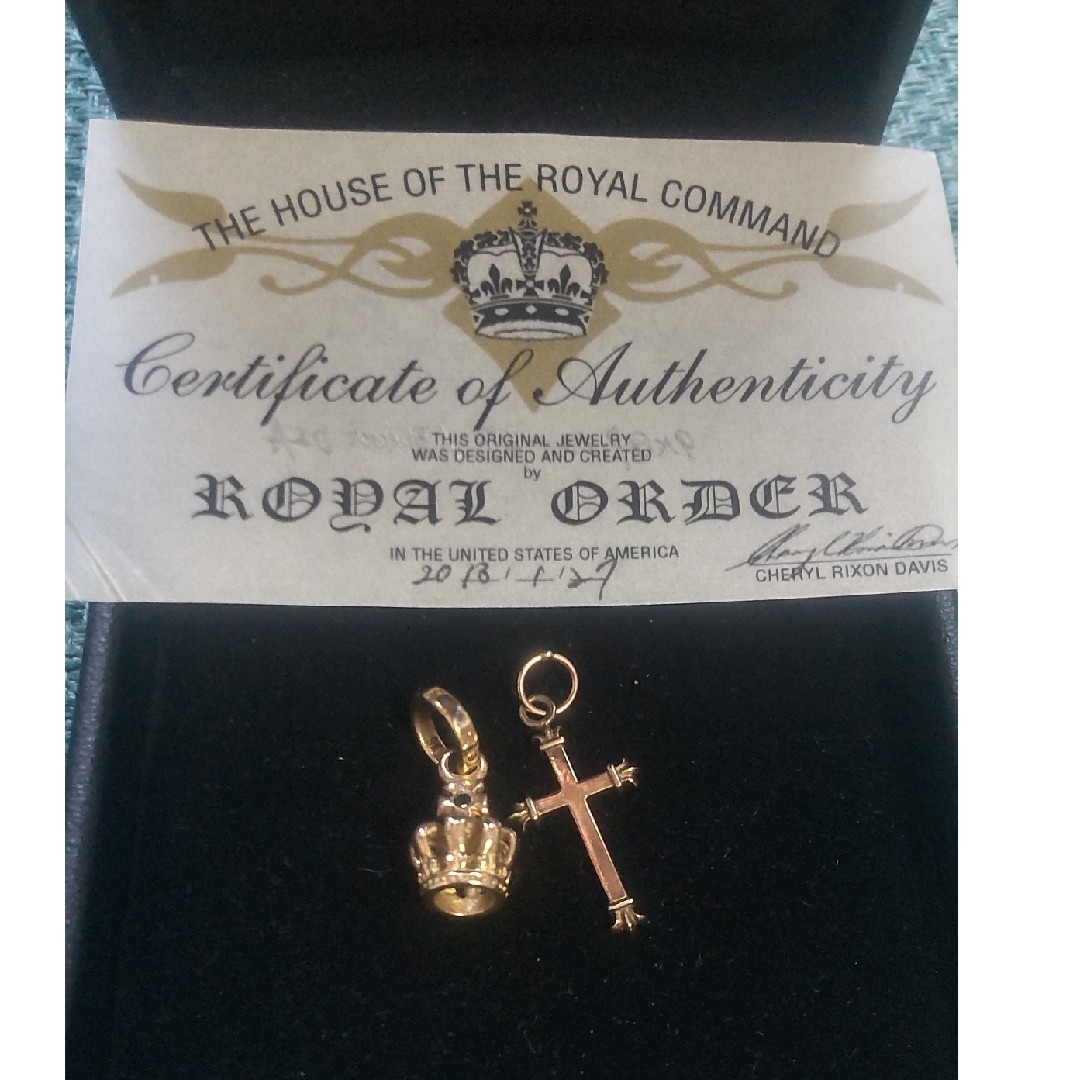 THE HOUSE OF THE ROYAL COMMAND
Certificate of Authenticity
THIS ORIGINAL JEWELRY
WAS DESIGNED AND CREATED
by
ROYAL ORDER
IN THE UNITED STATES OF AMERICA
CHERYL RIXON DAVIS